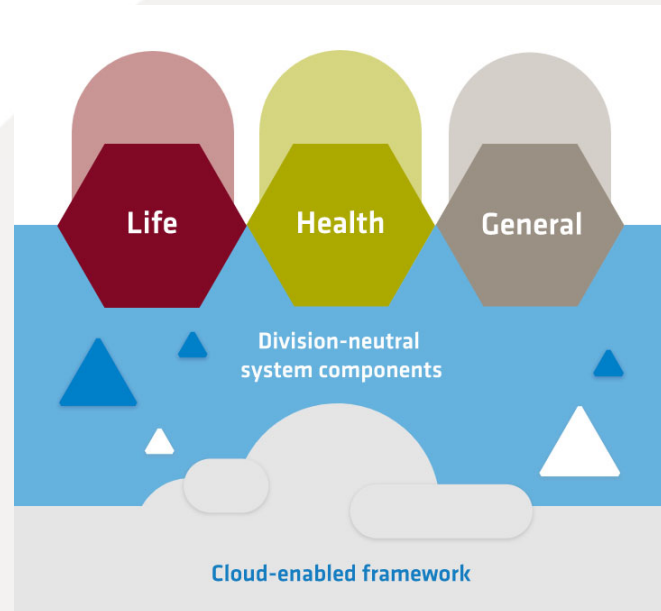 Life
Health
General
Division-neutral
system components
Cloud-enabled framework